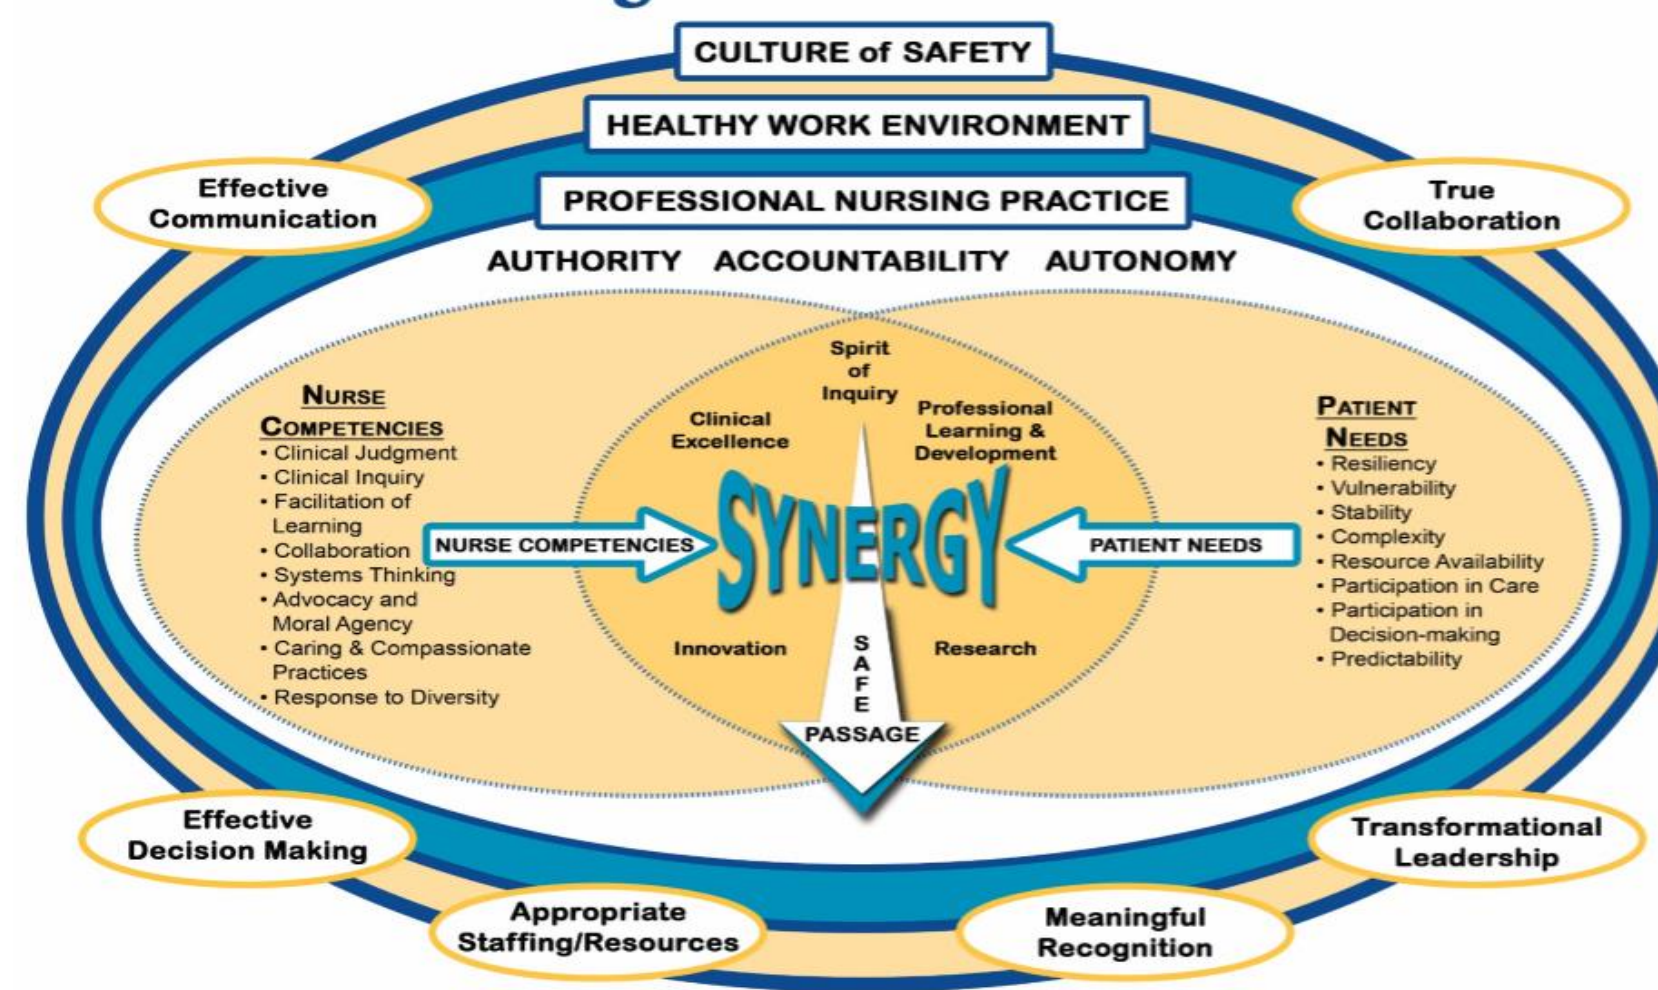 CULTURE of SAFETY
HEALTHY WORK ENVIRONMENT
PROFESSIONAL NURSING PRACTICE
AUTHORITY ACCOUNTABILITY AUTONOMY
Effective
Communication
True
Collaboration
NURSE
COMPETENCIES
• Clinical Judgment
• Clinical Inquiry
• Facilitation of
Learning
• Collaboration
• Systems Thinking
• Advocacy and
Moral Agency
• Caring & Compassionate
Practices
• Response to Diversity
NURSE COMPETENCIES
Spirit
of
Inquiry
Clinical
Excellence
Professional
Learning &
Development
SYNERGY
Innovation
Research
SAFE
PASSAGE
PATIENT NEEDS
PATIENT
NEEDS
• Resiliency
• Vulnerability
• Stability
• Complexity
• Resource Availability
• Participation in Care
• Participation in
Decision-making
• Predictability
Effective
Decision Making
Appropriate
Staffing/Resources
Meaningful
Recognition
Transformational
Leadership